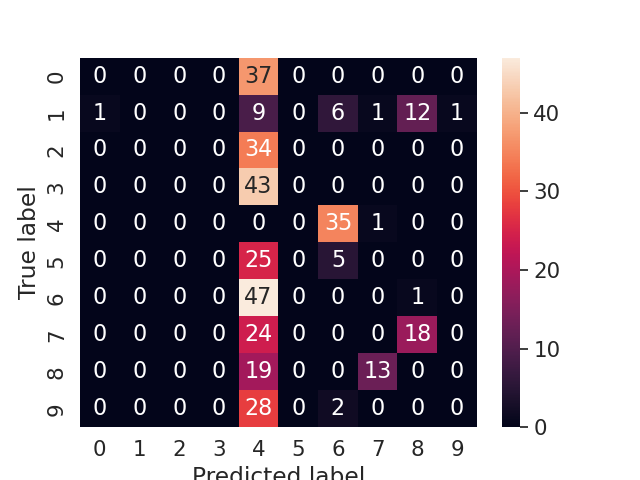 0 0 0 0 0 37 0 0 0 0 0
1 1 0 0 0 9 0 6 1 12 1
2 0 0 0 0 34 0 0 0 0 0
3 0 0 0 0 43 0 0 0 0 0
4 0 0 0 0 0 0 35 1 0 0
5 0 0 0 0 25 0 5 0 0 0
6 0 0 0 0 47 0 0 0 1 0
7 0 0 0 0 24 0 0 0 18 0
8 0 0 0 0 19 0 0 13 0 0
9 0 0 0 0 28 0 2 0 0 0
0 1 2 3 4 5 6 7 8 9
True label
Predicted label
40
30
20
10
0